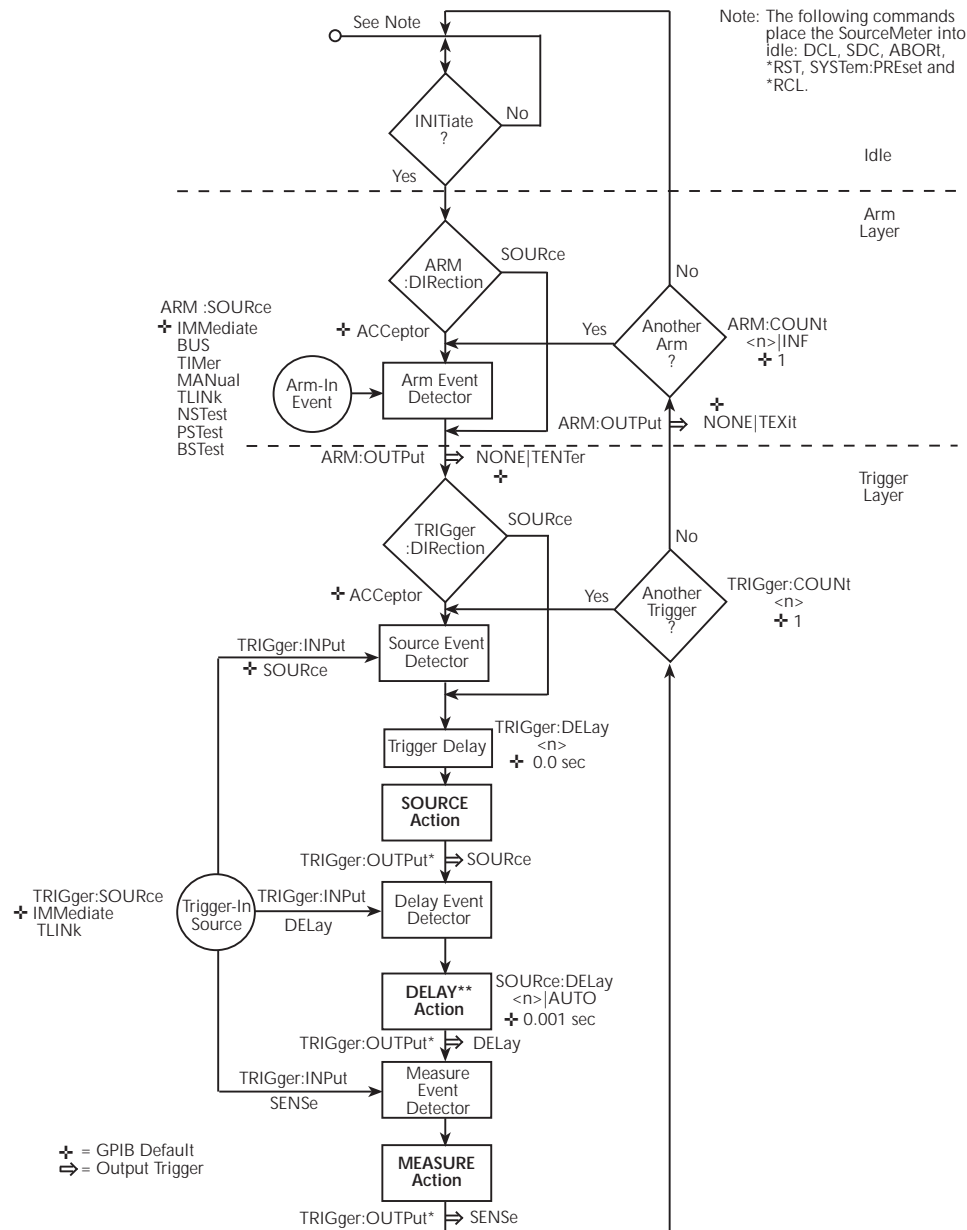 See Note
Note: The following commands
place the SourceMeter into
idle: DCL, SDC, ABORt,
*RST, SYSTem:PREset and
*RCL.
INITiate
?
No
Yes
Idle
Arm
Layer
ARM
:DIRection
SOURce
No
ARM :SOURce
IMMediate
BUS
TIMer
MANual
TLINk
NSTest
PSTest
BSTest
ACCeptor
Yes
Another
Arm
?
ARM:COUNt
<n>|INF
1
Arm-In
Event
Arm Event
Detector
ARM:OUTPut
NONE|TEXit
ARM:OUTPut
NONE|TENTer
Trigger
Layer
TRIGger
:DIRection
SOURce
No
ACCeptor
Yes
Another
Trigger
?
TRIGger:COUNt
<n>
1
TRIGger:INPut
SOURce
Source Event
Detector
Trigger Delay
TRIGger:DELay
<n>
0.0 sec
SOURCE
Action
TRIGger:OUTPut*
SOURce
TRIGger:SOURce
IMMediate
TLINk
Trigger-In
Source
TRIGger:INPut
DELay
Delay Event
Detector
DELAY**
Action
SOURce:DELay
<n>|AUTO
0.001 sec
TRIGger:OUTPut*
DELay
TRIGger:INPut
SENSe
Measure
Event
Detector
= GPIB Default
= Output Trigger
MEASURE
Action
TRIGger:OUTPut*
SENSe